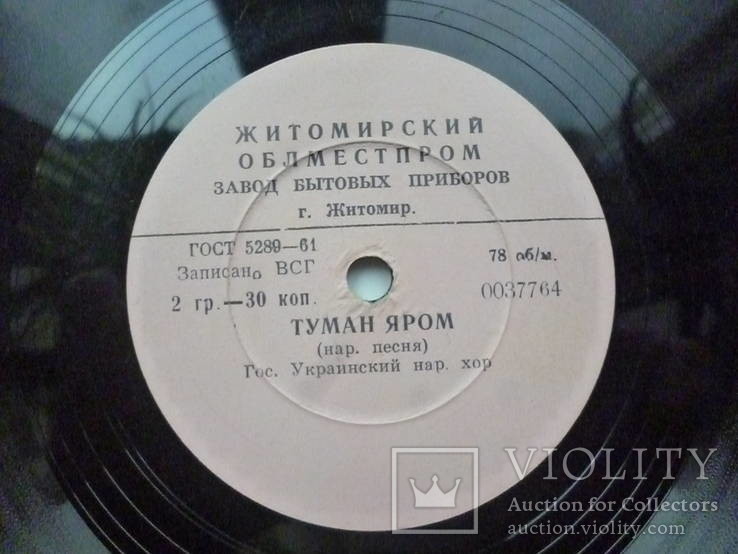 ЖИТОМИРСКИЙ
ОБЛМЕСТПРОМ
ЗАВОД БЫТОВЫХ ПРИБОРОВ
г. Житомир.
ГОСТ 5289—61
78 об/м.
Записано ВСГ
2 гр.—30 коп.
0037764
ТУМАН ЯРОМ
(нар. песня)
Гос. Украинский нар. хор
VIOLITY
Auction for Collectors
auction.violity.com